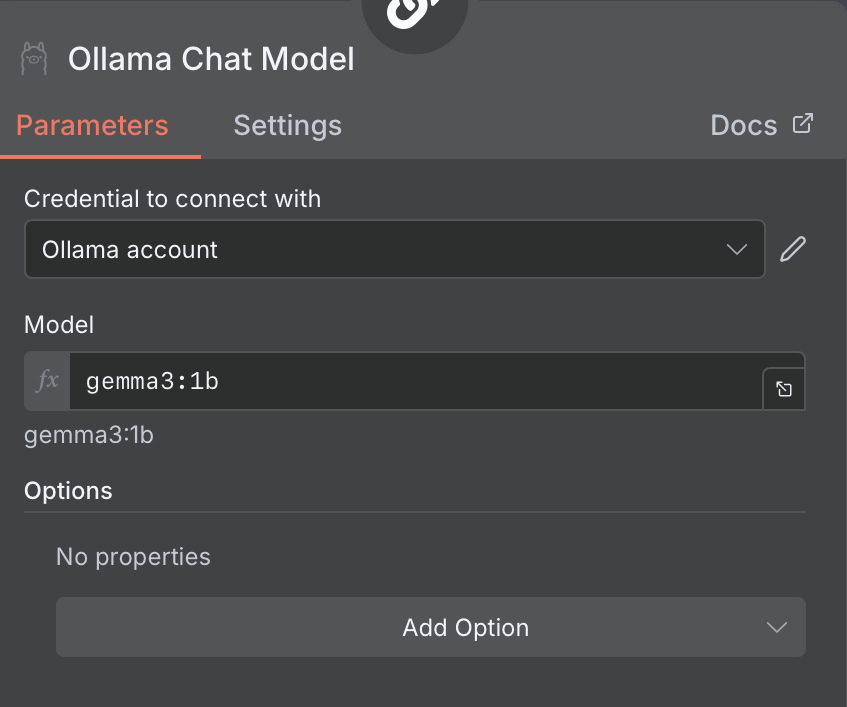 Ollama Chat Model
Parameters Settings Docs
Credential to connect with
Ollama account
Model
fx gemma3:1b
gemma3:1b
Options
No properties
Add Option